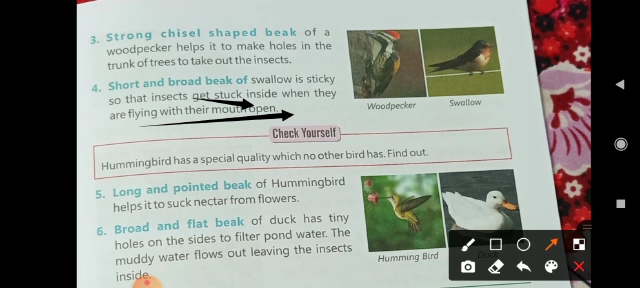 3. Strong chisel shaped beak of a
woodpecker helps it to make holes in the
trunk of trees to take out the insects.
4. Short and broad beak of swallow is sticky
so that insects get stuck inside when they
are flying with their mouth open.
Woodpecker
Swallow
Check Yourself
Hummingbird has a special quality which no other bird has. Find out.
5. Long and pointed beak of Hummingbird
helps it to suck nectar from flowers.
6. Broad and flat beak of duck has tiny
holes on the sides to filter pond water. The
muddy water flows out leaving the insects
inside.
Humming Bird